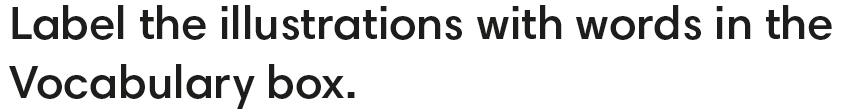 Label the illustrations with words in the
Vocabulary box.